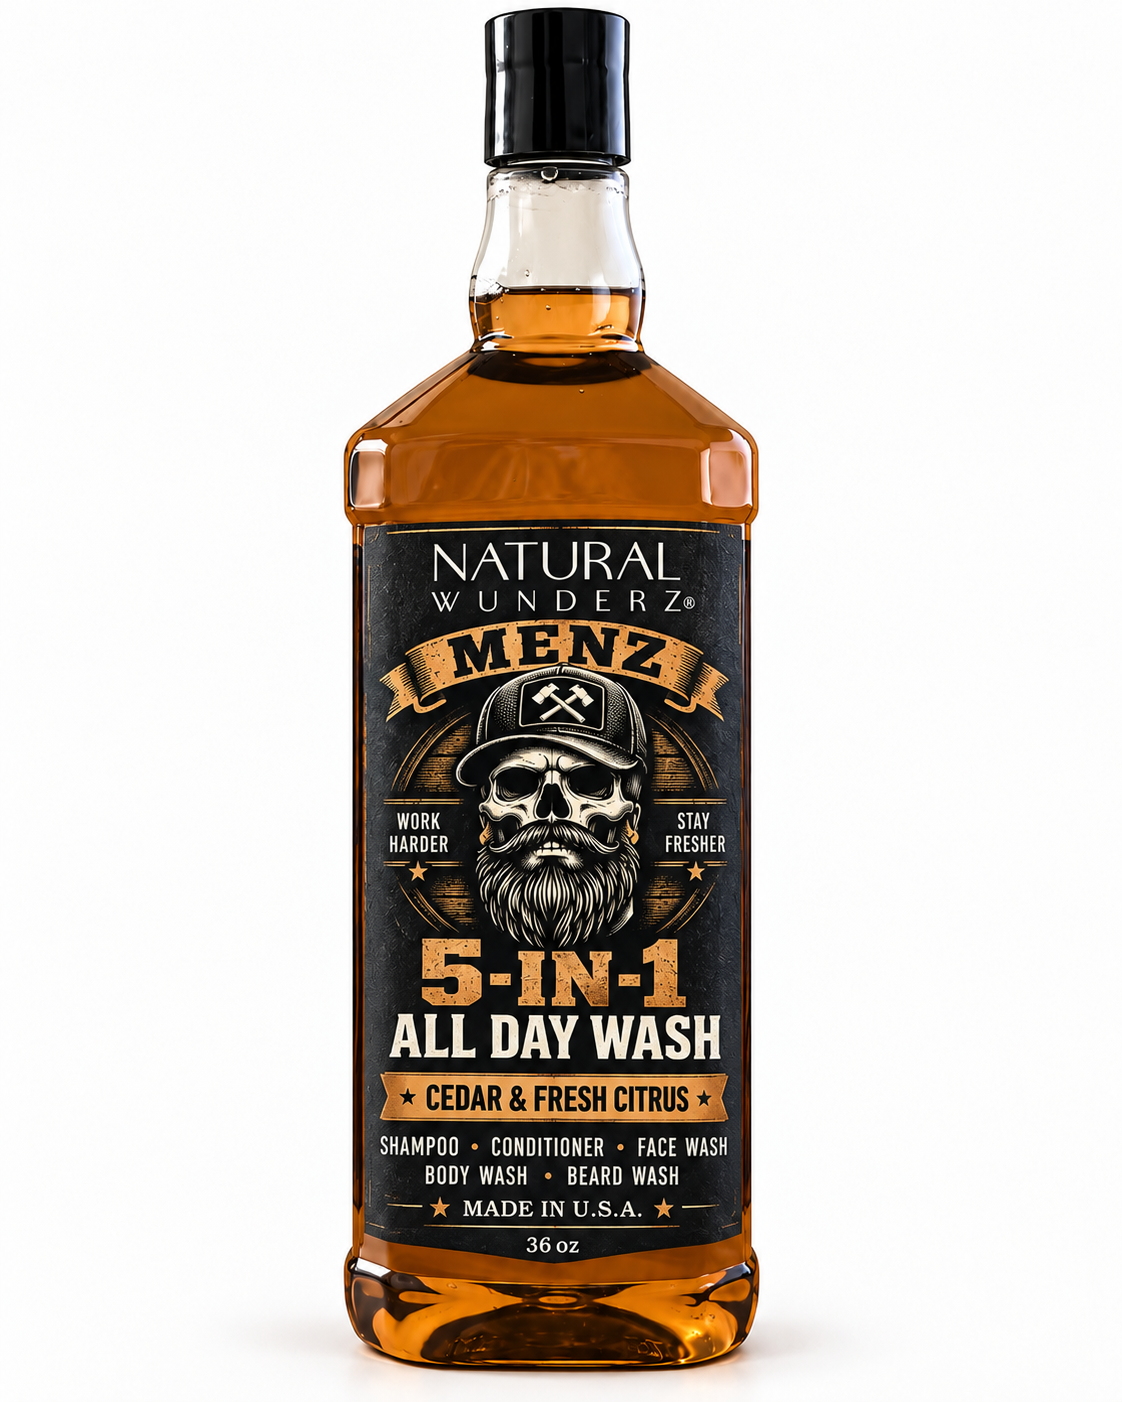 NATURAL
WUNDERZ®
MENZ
WORK
HARDER
STAY
FRESHER
5-IN-1
ALL DAY WASH
CEDAR & FRESH CITRUS
SHAMPOO • CONDITIONER • FACE WASH
BODY WASH • BEARD WASH
MADE IN U.S.A.
36 oz